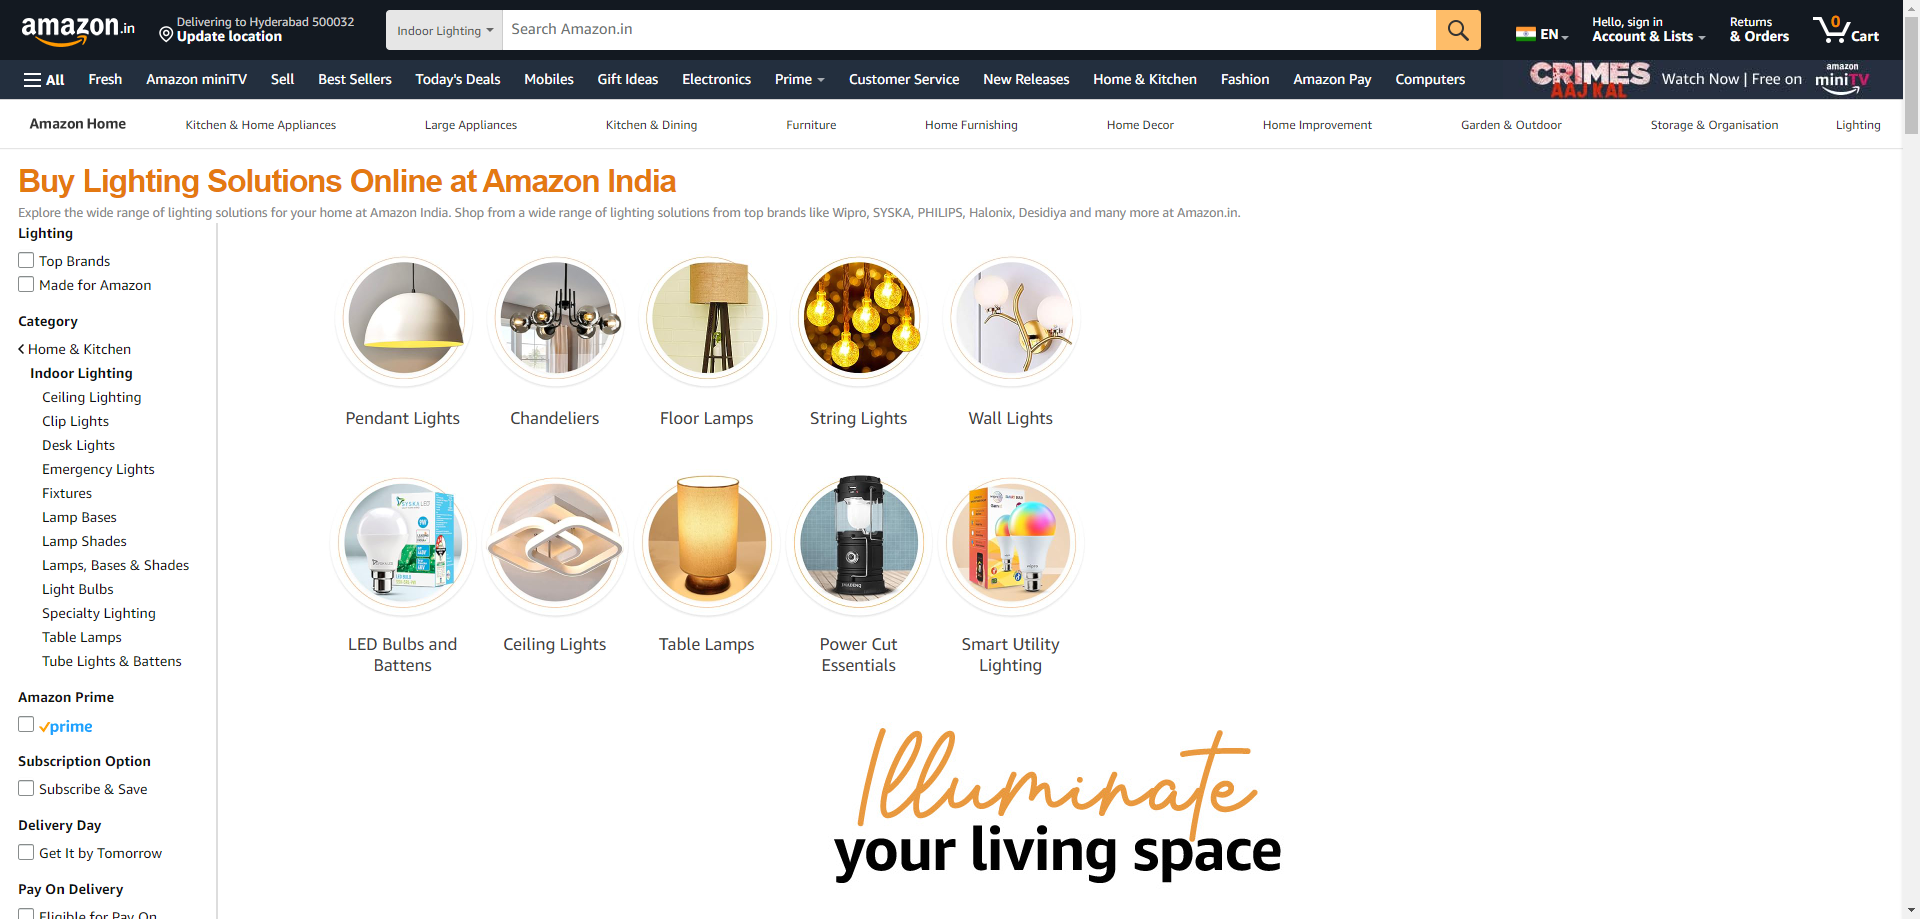 amazon.in
Delivering to Hyderabad 500032
Update location
Indoor Lighting
Search Amazon.in
EN
Hello, sign in
Account & Lists
Returns
& Orders
0
Cart
All
Fresh
Amazon miniTV
Sell
Best Sellers
Today's Deals
Mobiles
Gift Ideas
Electronics
Prime
Customer Service
New Releases
Home & Kitchen
Fashion
Amazon Pay
Computers
CRIMES
AAJ KAL
Watch Now | Free on
amazon
miniTV
Amazon Home
Kitchen & Home Appliances
Large Appliances
Kitchen & Dining
Furniture
Home Furnishing
Home Decor
Home Improvement
Garden & Outdoor
Storage & Organisation
Lighting
Buy Lighting Solutions Online at Amazon India
Explore the wide range of lighting solutions for your home at Amazon India. Shop from a wide range of lighting solutions from top brands like Wipro, SYSKA, PHILIPS, Halonix, Desidiya and many more at Amazon.in.
Lighting
Top Brands
Made for Amazon
Category
Home & Kitchen
Indoor Lighting
Ceiling Lighting
Clip Lights
Desk Lights
Emergency Lights
Fixtures
Lamp Bases
Lamp Shades
Lamps, Bases & Shades
Light Bulbs
Specialty Lighting
Table Lamps
Tube Lights & Battens
Amazon Prime
prime
Subscription Option
Subscribe & Save
Delivery Day
Get It by Tomorrow
Pay On Delivery
Eligible for Pay On
Pendant Lights
Chandeliers
Floor Lamps
String Lights
Wall Lights
SYSKA LED
LED Bulbs and
Battens
Ceiling Lights
Table Lamps
Power Cut
Essentials
wipro
Smart Utility
Lighting
Illuminate
your living space